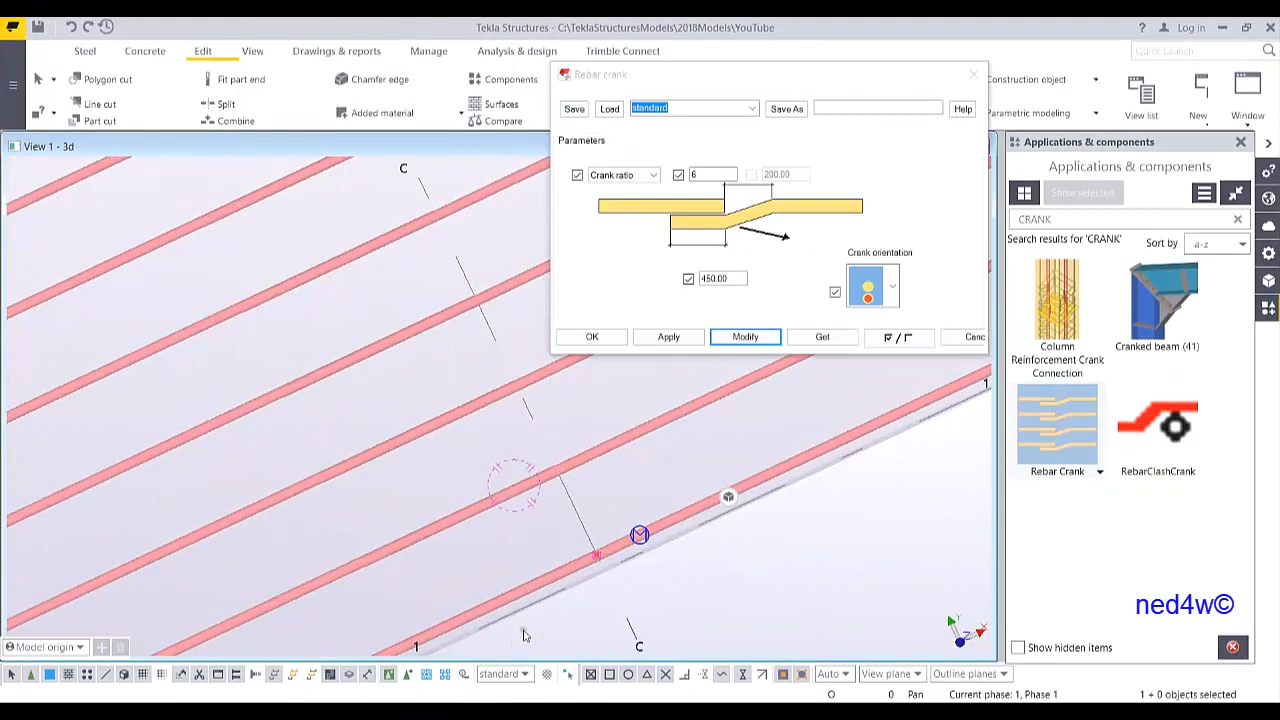 Tekla Structures - C:\TeklaStructuresModels\2018Models\YouTube
Log in
Steel Concrete Edit View Drawings & reports Manage Analysis & design Trimble Connect
Quick Launch
Polygon cut
Line cut
Part cut
Fit part end
Split
Combine
Chamfer edge
Added material
Components
Surfaces
Compare
Construction object
Parametric modeling
View list
New
Window
Rebar crank
Save Load standard Save As Help
Parameters
Crank ratio 6 200.00
450.00
Crank orientation
OK Apply Modify Get Canc
View 1 - 3d
C
1
1
C
Model origin
Applications & components
Applications & components
Show selected
CRANK
Search results for 'CRANK'
Sort by a-z
Column
Reinforcement Crank
Connection
Cranked beam (41)
Rebar Crank
RebarClashCrank
ned4w©
Show hidden items
standard
Auto
View plane
Outline planes
O 0 Pan Current phase: 1, Phase 1 1 + 0 objects selected